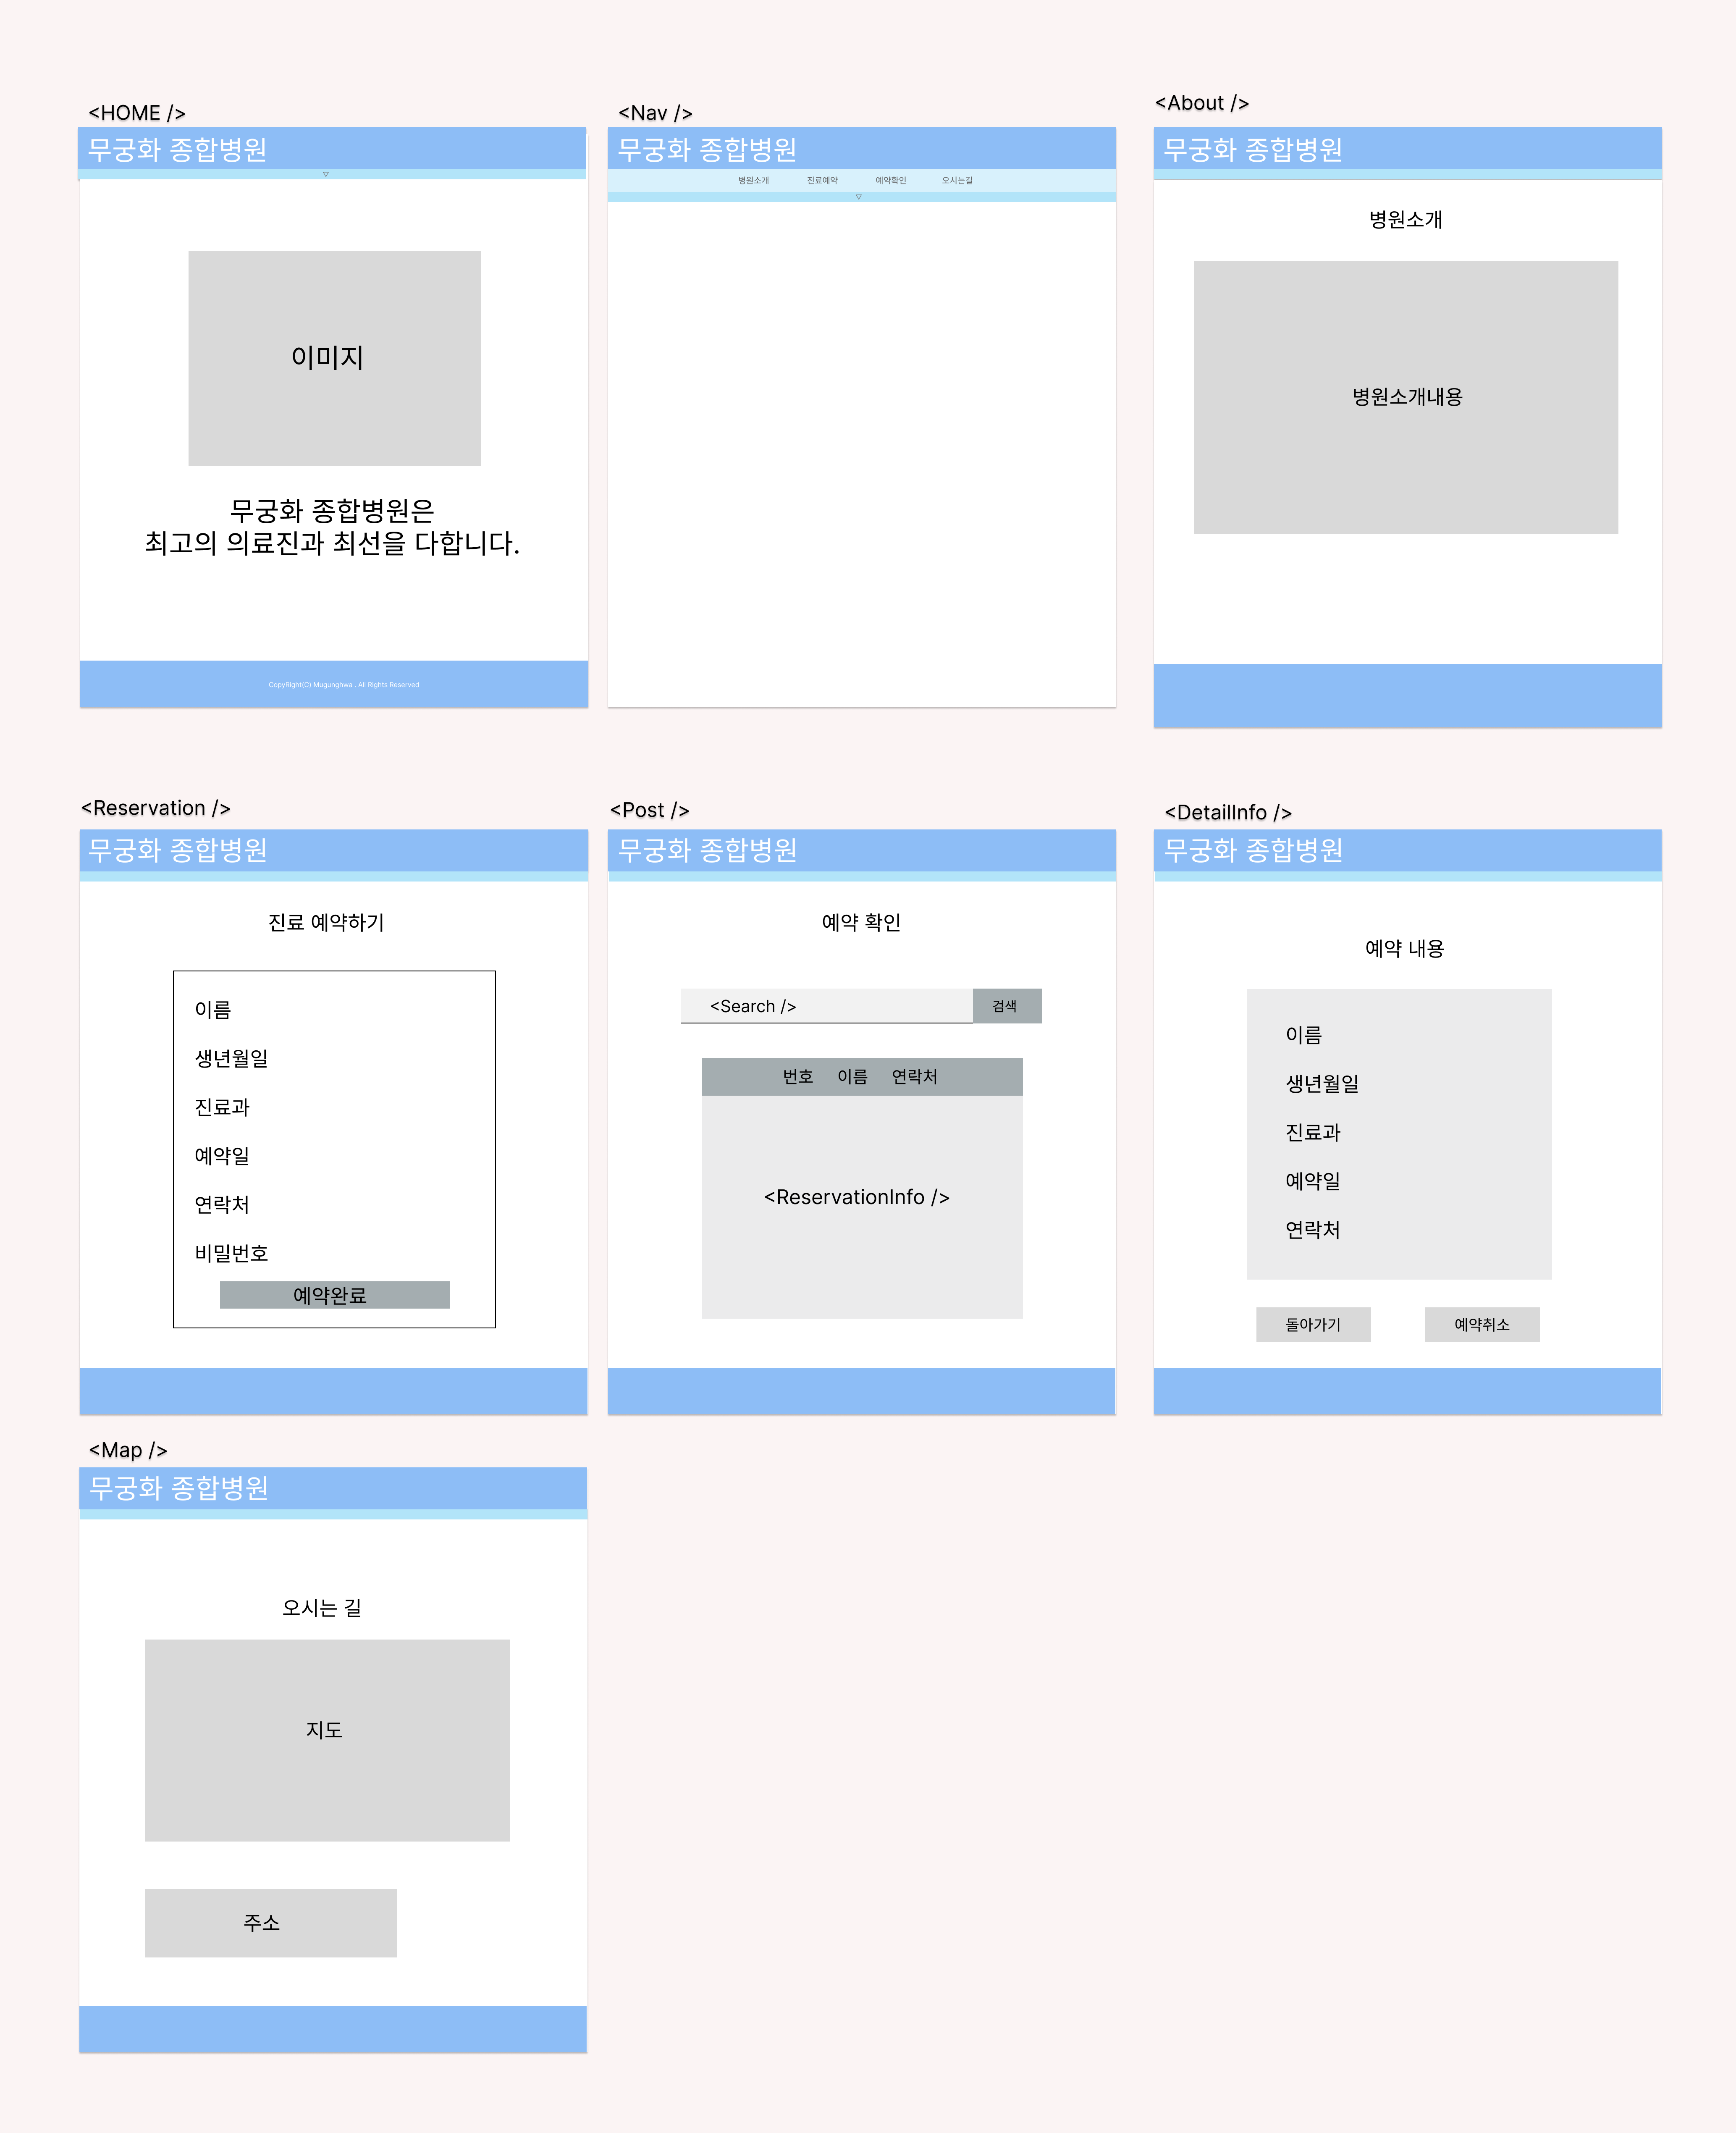 <HOME />
무궁화 종합병원
▽
이미지
무궁화 종합병원은
최고의 의료진과 최선을 다합니다.
CopyRight(C) Mugunghwa . All Rights Reserved
<Nav />
무궁화 종합병원
병원소개 진료예약 예약확인 오시는길
▽
<About />
무궁화 종합병원
병원소개
병원소개내용
<Reservation />
무궁화 종합병원
진료 예약하기
이름
생년월일
진료과
예약일
연락처
비밀번호
예약완료
<Post />
무궁화 종합병원
예약 확인
<Search /> 검색
번호 이름 연락처
<ReservationInfo />
<DetailInfo />
무궁화 종합병원
예약 내용
이름
생년월일
진료과
예약일
연락처
돌아가기 예약취소
<Map />
무궁화 종합병원
오시는 길
지도
주소